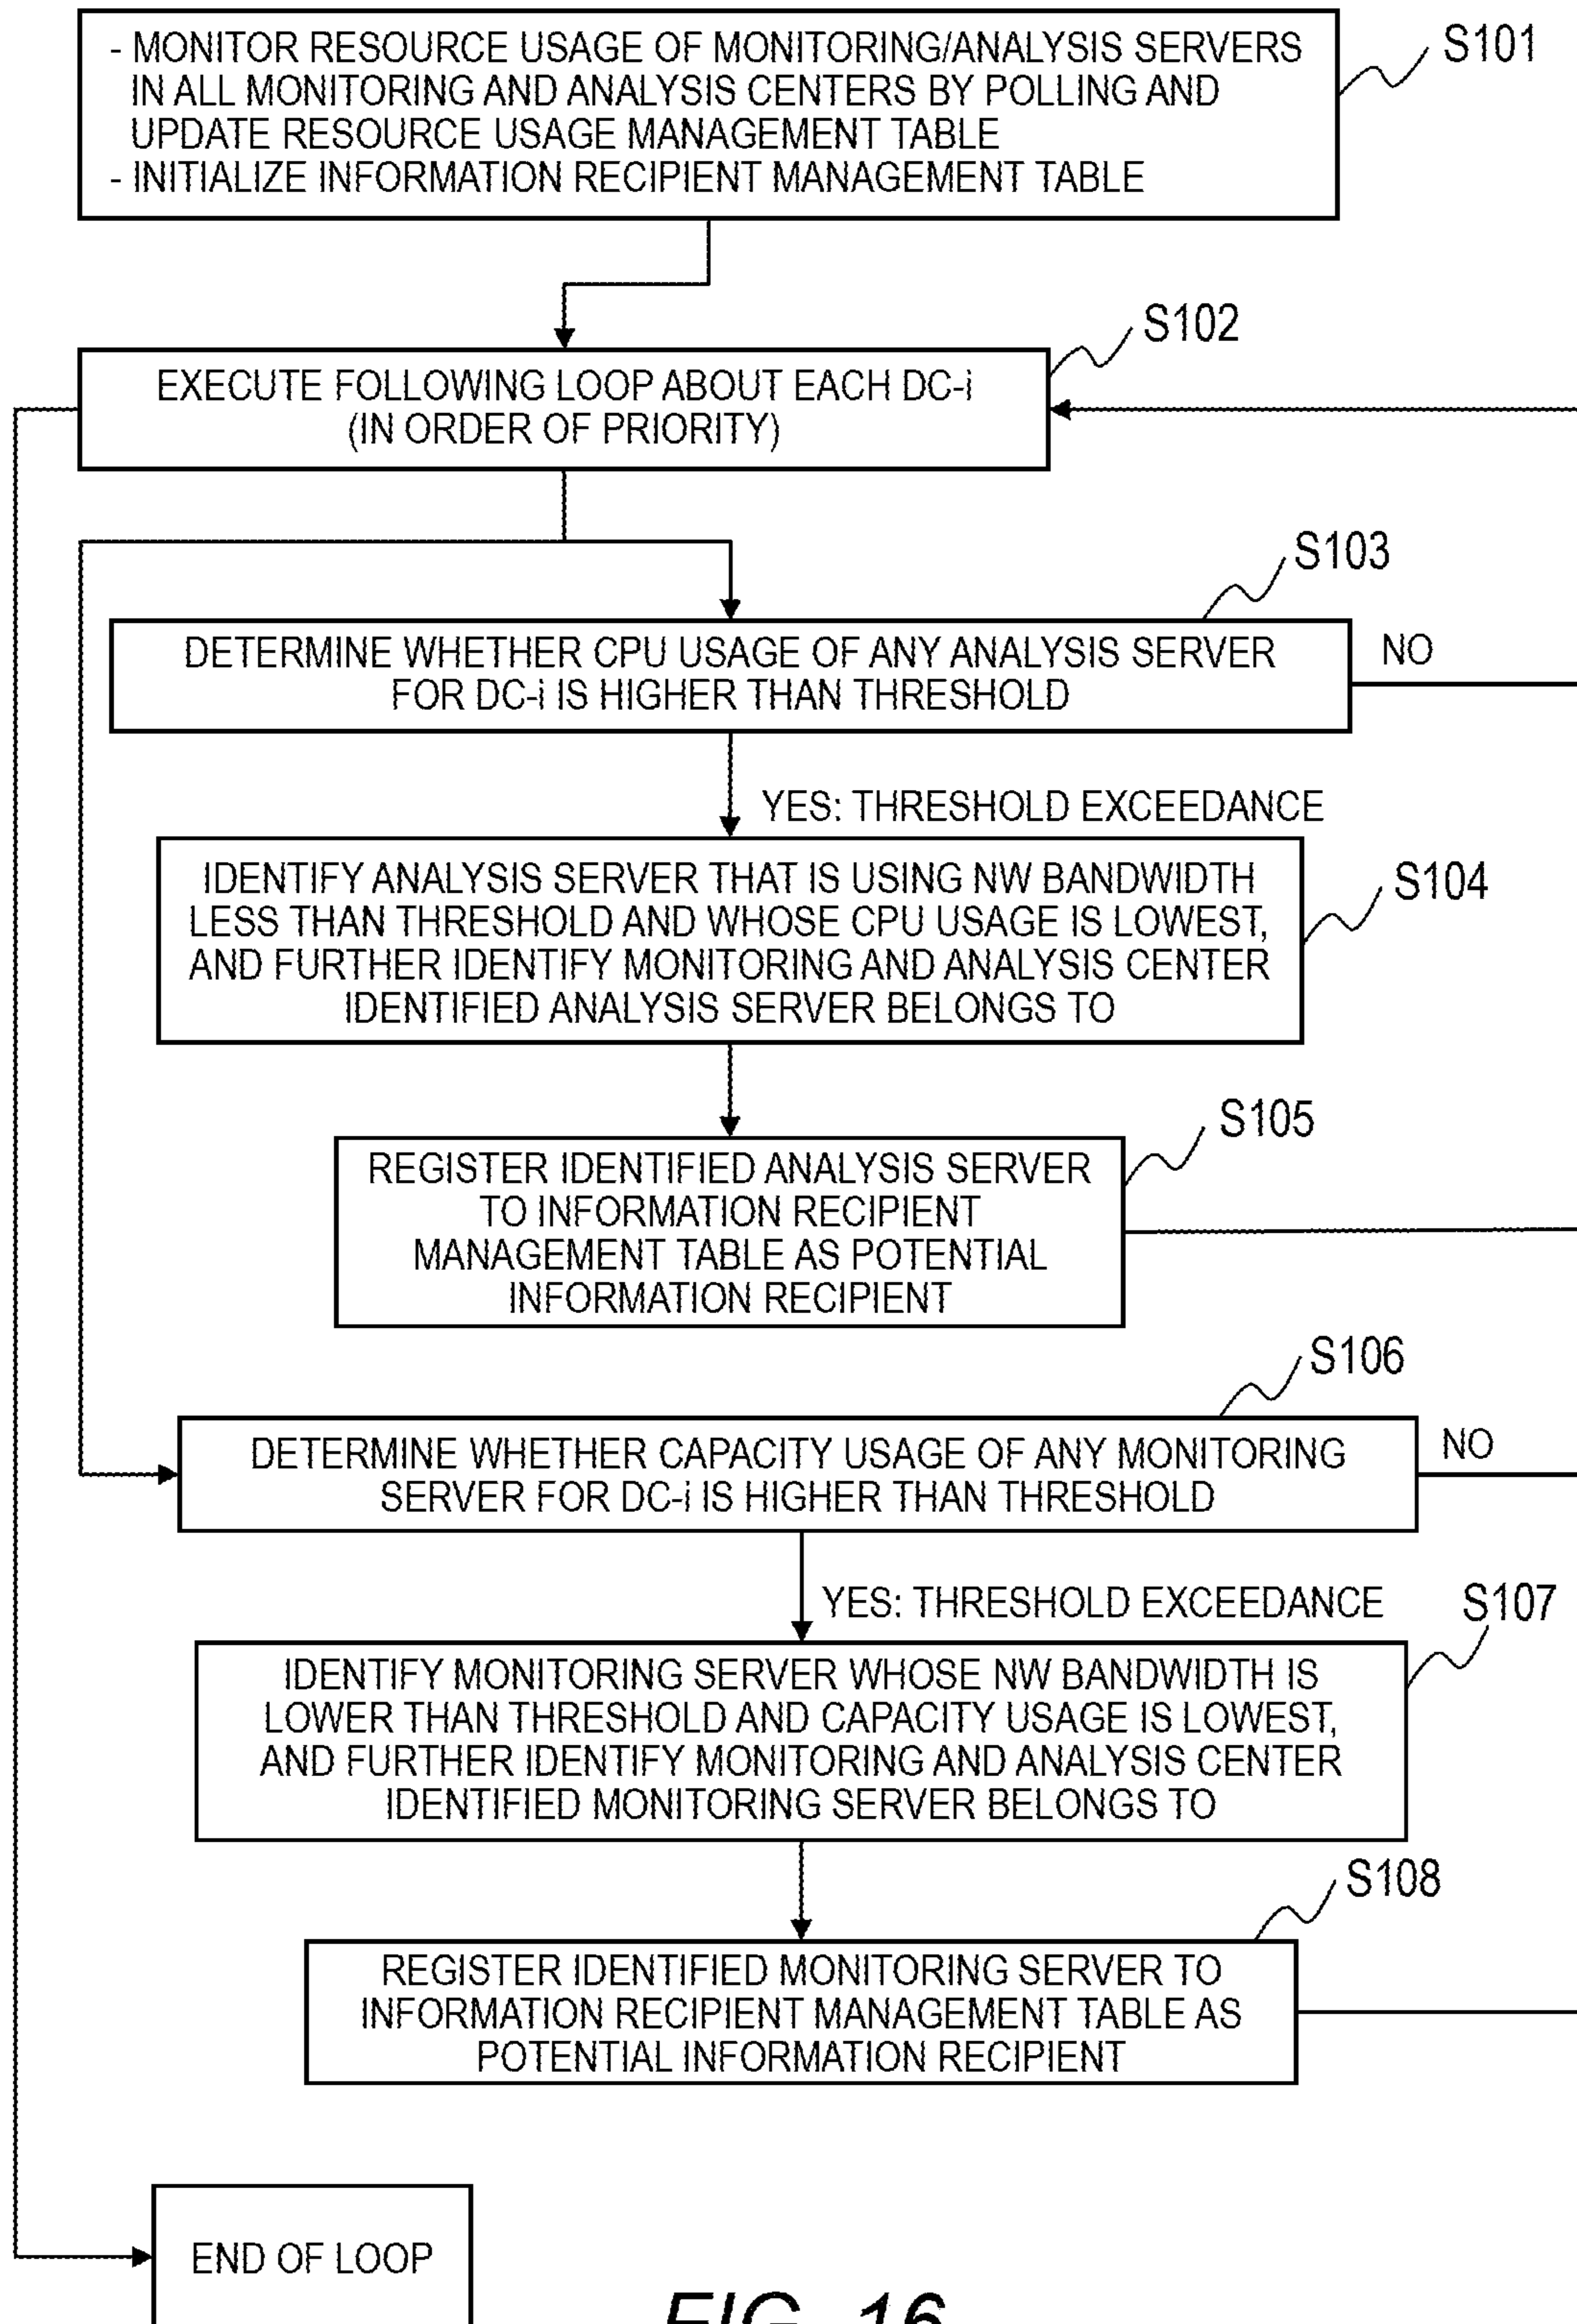 - MONITOR RESOURCE USAGE OF MONITORING/ANALYSIS SERVERS
IN ALL MONITORING AND ANALYSIS CENTERS BY POLLING AND
UPDATE RESOURCE USAGE MANAGEMENT TABLE
- INITIALIZE INFORMATION RECIPIENT MANAGEMENT TABLE
S101
S102
EXECUTE FOLLOWING LOOP ABOUT EACH DC-i
(IN ORDER OF PRIORITY)
S103
DETERMINE WHETHER CPU USAGE OF ANY ANALYSIS SERVER
FOR DC-i IS HIGHER THAN THRESHOLD
NO
YES: THRESHOLD EXCEEDANCE
IDENTIFY ANALYSIS SERVER THAT IS USING NW BANDWIDTH
LESS THAN THRESHOLD AND WHOSE CPU USAGE IS LOWEST,
AND FURTHER IDENTIFY MONITORING AND ANALYSIS CENTER
IDENTIFIED ANALYSIS SERVER BELONGS TO
S104
S105
REGISTER IDENTIFIED ANALYSIS SERVER
TO INFORMATION RECIPIENT
MANAGEMENT TABLE AS POTENTIAL
INFORMATION RECIPIENT
S106
DETERMINE WHETHER CAPACITY USAGE OF ANY MONITORING
SERVER FOR DC-i IS HIGHER THAN THRESHOLD
NO
YES: THRESHOLD EXCEEDANCE
S107
IDENTIFY MONITORING SERVER WHOSE NW BANDWIDTH IS
LOWER THAN THRESHOLD AND CAPACITY USAGE IS LOWEST,
AND FURTHER IDENTIFY MONITORING AND ANALYSIS CENTER
IDENTIFIED MONITORING SERVER BELONGS TO
S108
REGISTER IDENTIFIED MONITORING SERVER TO
INFORMATION RECIPIENT MANAGEMENT TABLE AS
POTENTIAL INFORMATION RECIPIENT
END OF LOOP
FIG. 16